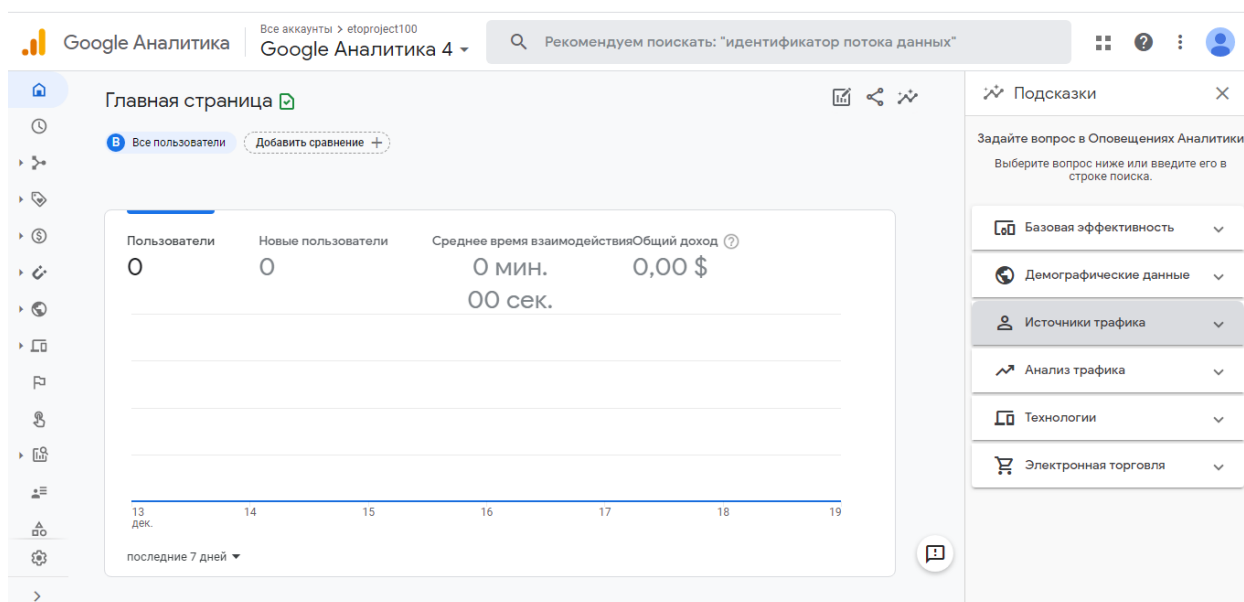 Google Аналитика
Все аккаунты > etoproject100
Google Аналитика 4
Рекомендуем поискать: "идентификатор потока данных"
Главная страница
B Все пользователи
Добавить сравнение +
Пользователи
0
Новые пользователи
0
Среднее время взаимодействия
0 мин.
00 сек.
Общий доход
0,00 $
13
дек.
14
15
16
17
18
19
последние 7 дней
Подсказки
Задайте вопрос в Оповещениях Аналитики
Выберите вопрос ниже или введите его в
строке поиска.
Базовая эффективность
Демографические данные
Источники трафика
Анализ трафика
Технологии
Электронная торговля